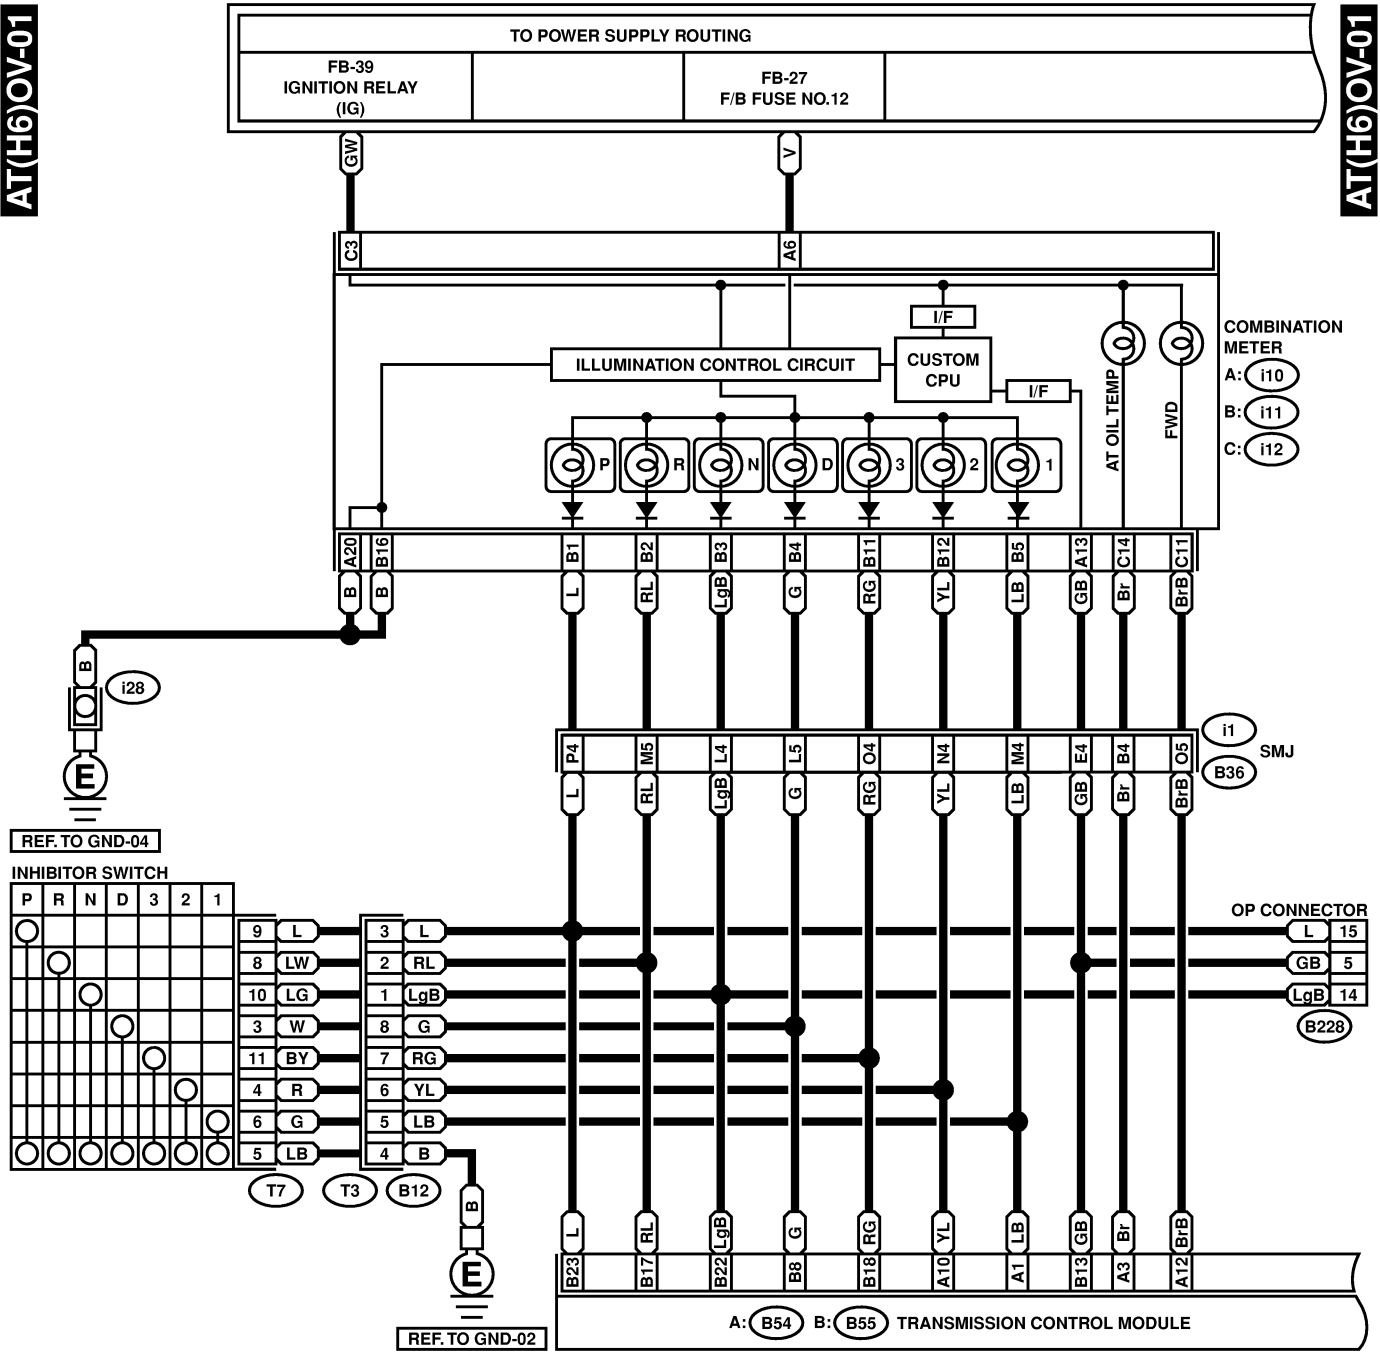 AT(H6)OV-01
AT(H6)OV-01
TO POWER SUPPLY ROUTING
FB-39
IGNITION RELAY
(IG)
FB-27
F/B FUSE NO.12
GW
V
C3
A6
I/F
ILLUMINATION CONTROL CIRCUIT
CUSTOM
CPU
I/F
AT OIL TEMP
FWD
COMBINATION
METER
A: i10
B: i11
C: i12
P R N D 3 2 1
A20 B16 B1 B2 B3 B4 B11 B12 B5 A13 C14 C11
B B L RL LgB G RG YL LB GB Br BrB
B
i28
E
REF. TO GND-04
P4 M5 L4 L5 O4 N4 M4 E4 B4 O5
i1
SMJ
B36
L RL LgB G RG YL LB GB Br BrB
INHIBITOR SWITCH
P R N D 3 2 1
OP CONNECTOR
9 L 3 L L 15
8 LW 2 RL GB 5
10 LG 1 LgB LgB 14
3 W 8 G
B228
11 BY 7 RG
4 R 6 YL
6 G 5 LB
5 LB 4 B
T7 T3 B12
B
E
REF. TO GND-02
L RL LgB G RG YL LB GB Br BrB
B23 B17 B22 B8 B18 A10 A1 B13 A3 A12
A: B54 B: B55 TRANSMISSION CONTROL MODULE